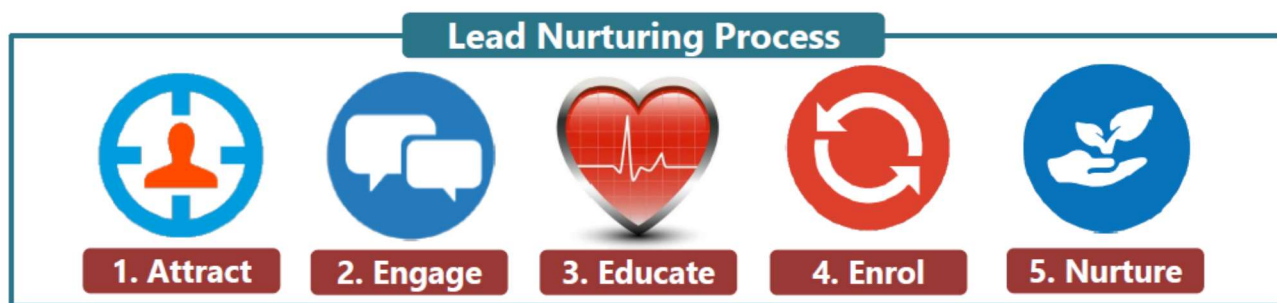 Lead Nurturing Process
1. Attract
2. Engage
3. Educate
4. Enrol
5. Nurture